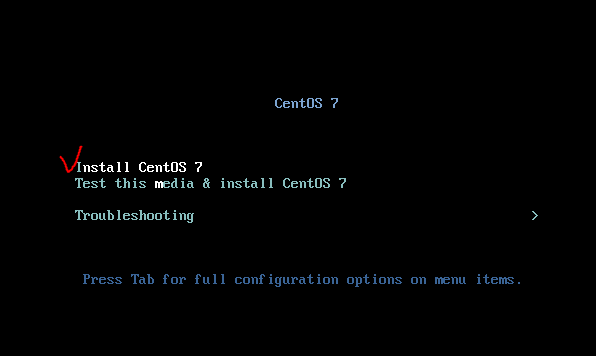 CentOS 7
Install CentOS 7
Test this media & install CentOS 7
Troubleshooting >
Press Tab for full configuration options on menu items.